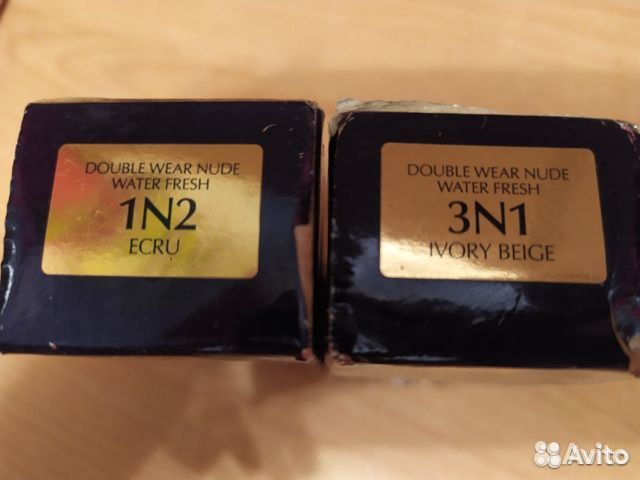 DOUBLE WEAR NUDE
WATER FRESH
1N2
ECRU
DOUBLE WEAR NUDE
WATER FRESH
3N1
IVORY BEIGE
Avito